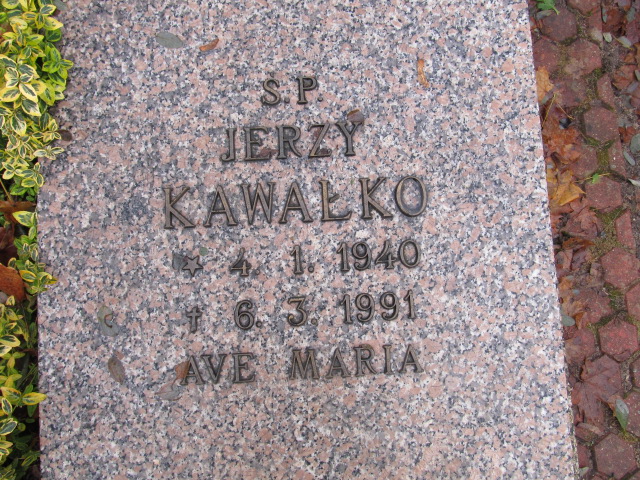 Ś.P.
JERZY
KAWAŁKO
★ 4. 1. 1940
✝ 6. 3. 1991
AVE MARIA